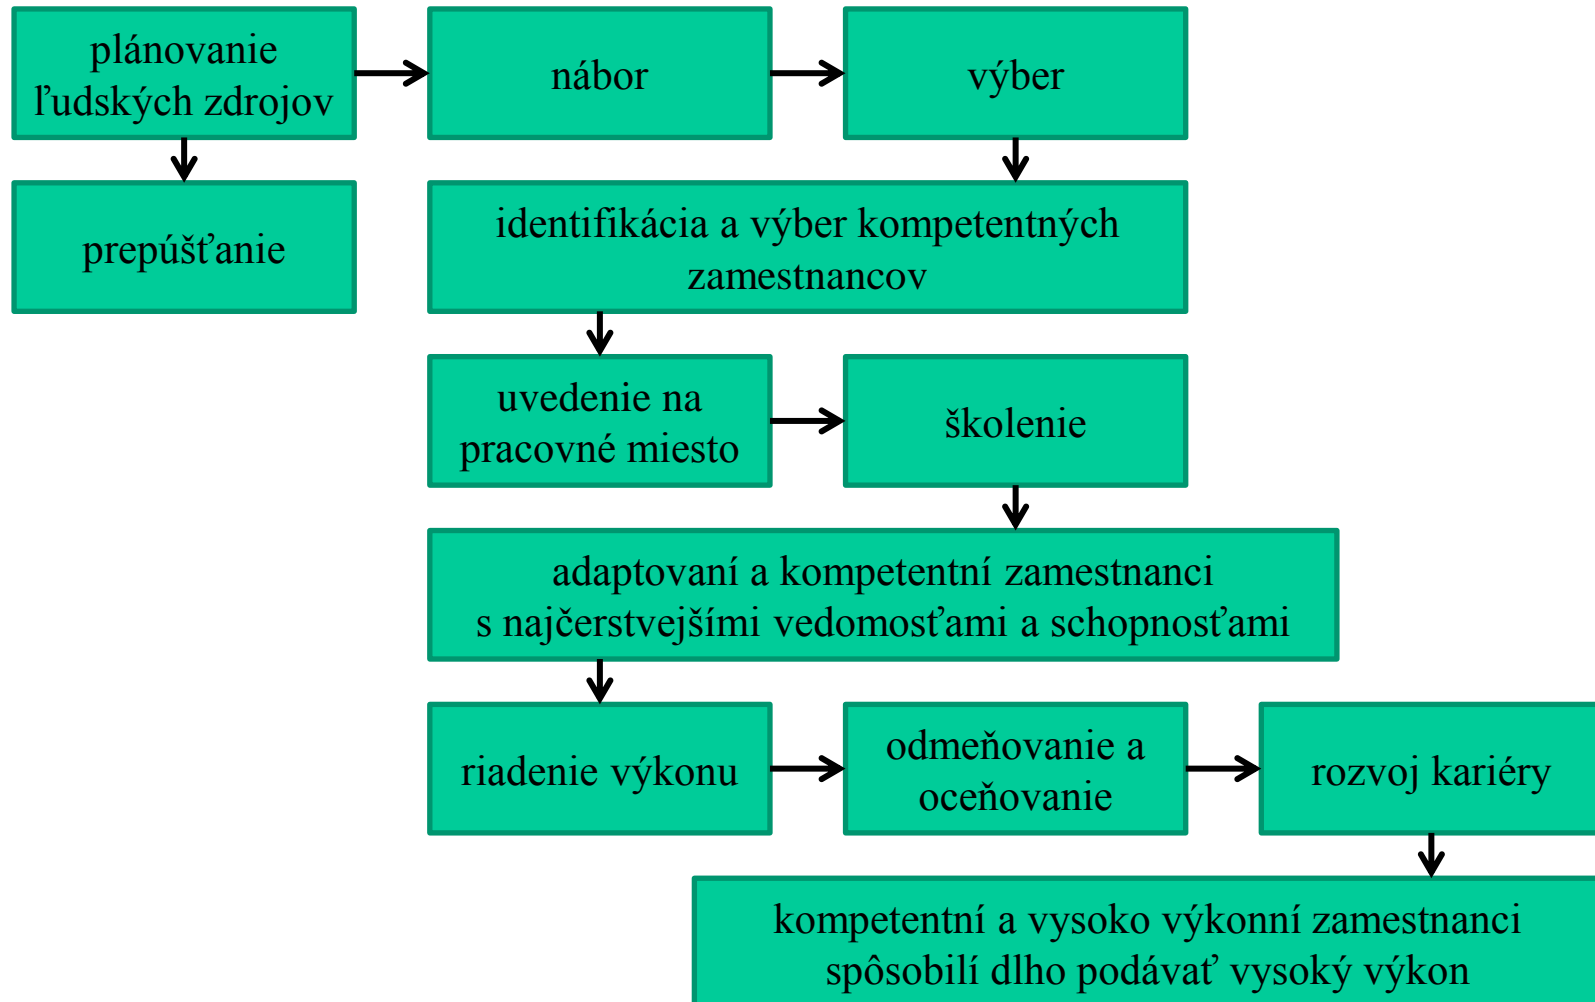 plánovanie
ľudských zdrojov
nábor
výber
prepúšťanie
identifikácia a výber kompetentných
zamestnancov
uvedenie na
pracovné miesto
školenie
adaptovaní a kompetentní zamestnanci
s najčerstvejšími vedomosťami a schopnosťami
riadenie výkonu
odmeňovanie a
oceňovanie
rozvoj kariéry
kompetentní a vysoko výkonní zamestnanci
spôsobilí dlho podávať vysoký výkon